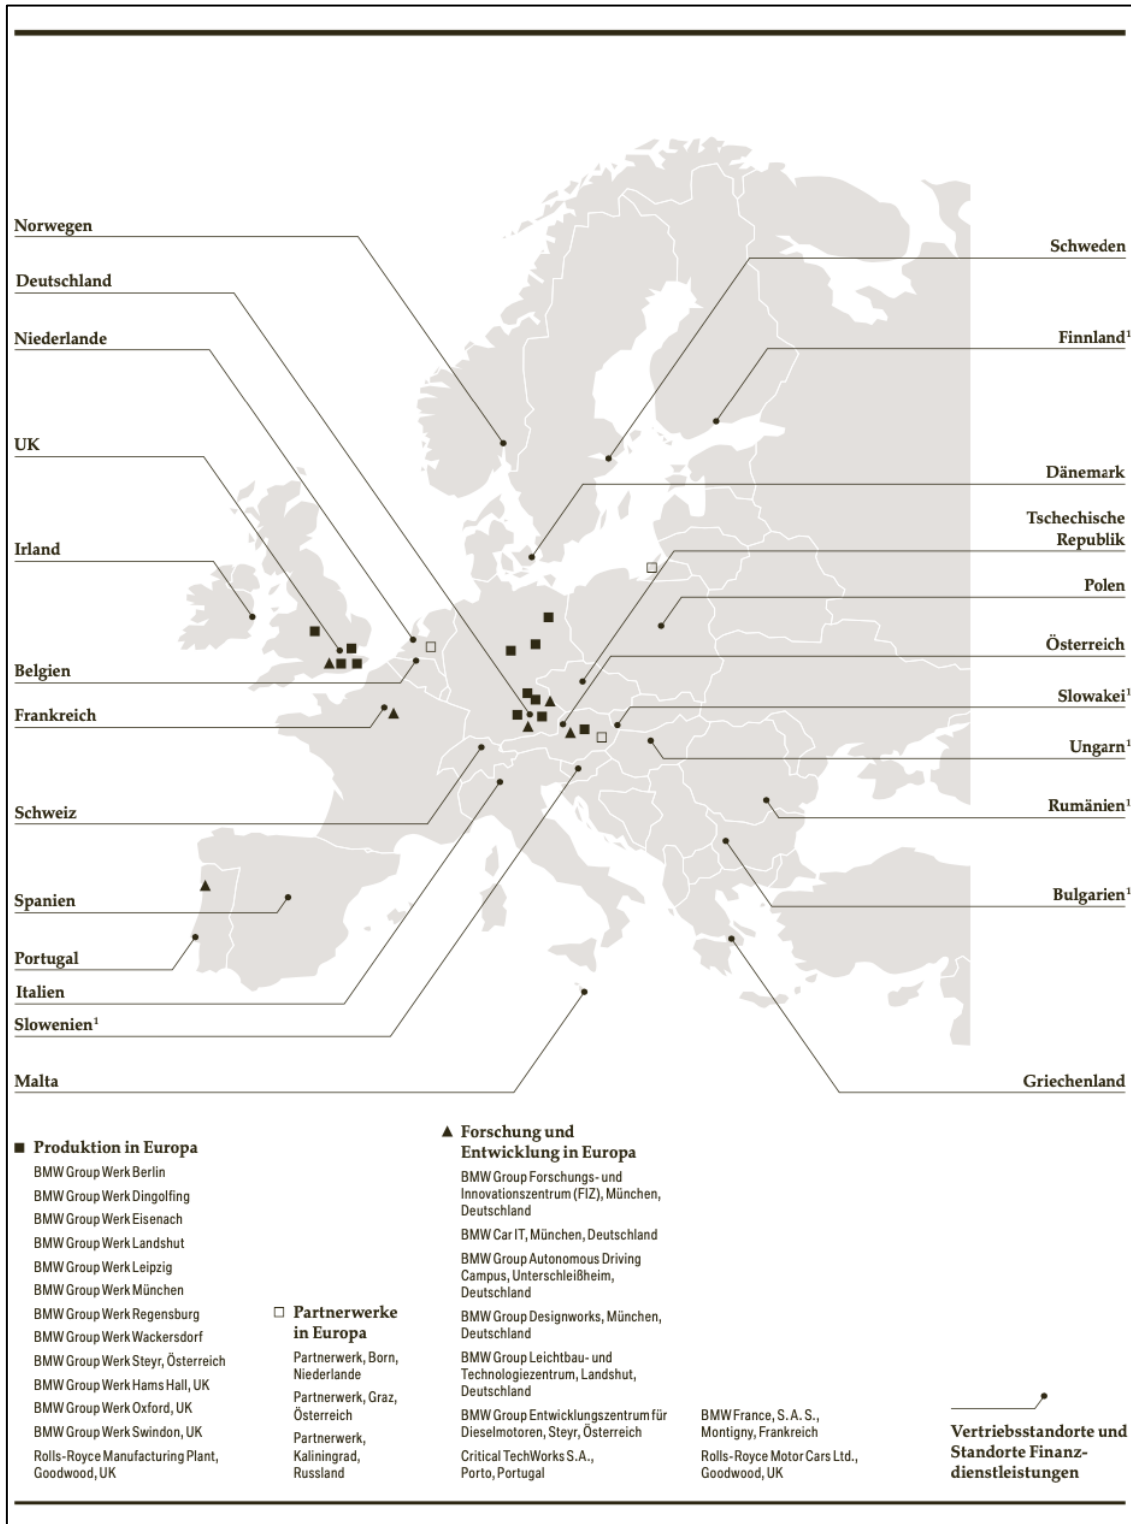 Norwegen
Deutschland
Niederlande
UK
Irland
Belgien
Frankreich
Schweiz
Spanien
Portugal
Italien
Slowenien¹
Malta
Schweden
Finnland¹
Dänemark
Tschechische
Republik
Polen
Österreich
Slowakei¹
Ungarn¹
Rumänien¹
Bulgarien¹
Griechenland
Produktion in Europa
BMW Group Werk Berlin
BMW Group Werk Dingolfing
BMW Group Werk Eisenach
BMW Group Werk Landshut
BMW Group Werk Leipzig
BMW Group Werk München
BMW Group Werk Regensburg
BMW Group Werk Wackersdorf
BMW Group Werk Steyr, Österreich
BMW Group Werk Hams Hall, UK
BMW Group Werk Oxford, UK
BMW Group Werk Swindon, UK
Rolls-Royce Manufacturing Plant,
Goodwood, UK
Partnerwerke
in Europa
Partnerwerk, Born,
Niederlande
Partnerwerk, Graz,
Österreich
Partnerwerk,
Kaliningrad,
Russland
Forschung und
Entwicklung in Europa
BMW Group Forschungs- und
Innovationszentrum (FIZ), München,
Deutschland
BMW Car IT, München, Deutschland
BMW Group Autonomous Driving
Campus, Unterschleißheim,
Deutschland
BMW Group Designworks, München,
Deutschland
BMW Group Leichtbau- und
Technologiezentrum, Landshut,
Deutschland
BMW Group Entwicklungszentrum für
Dieselmotoren, Steyr, Österreich
Critical TechWorks S.A.,
Porto, Portugal
BMW France, S. A. S.,
Montigny, Frankreich
Rolls-Royce Motor Cars Ltd.,
Goodwood, UK
Vertriebsstandorte und
Standorte Finanz-
dienstleistungen